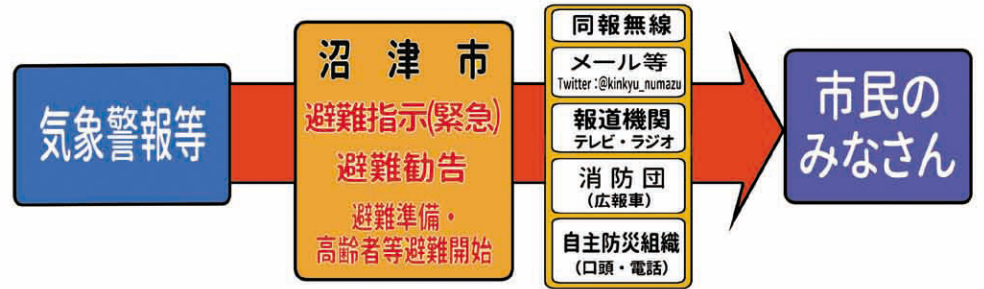 気象警報等
沼津市
避難指示(緊急)
避難勧告
避難準備・
高齢者等避難開始
同報無線
メール等
Twitter:@kinkyu_numazu
報道機関
テレビ・ラジオ
消防団
(広報車)
自主防災組織
(口頭・電話)
市民の
みなさん